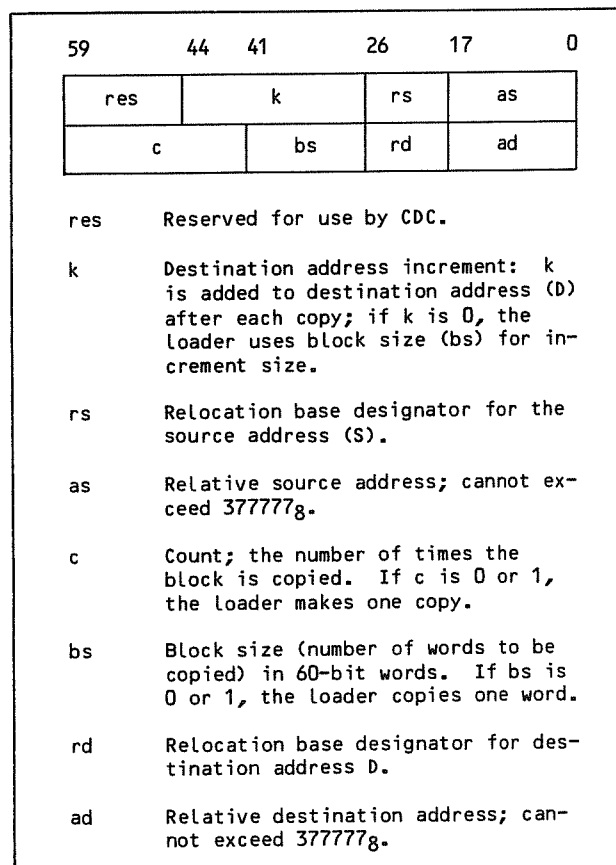 59 44 41 26 17 0
res k rs as
c bs rd ad
res Reserved for use by CDC.
k Destination address increment: k
is added to destination address (D)
after each copy; if k is 0, the
loader uses block size (bs) for in-
crement size.
rs Relocation base designator for the
source address (S).
as Relative source address; cannot ex-
ceed 377777₈.
c Count; the number of times the
block is copied. If c is 0 or 1,
the loader makes one copy.
bs Block size (number of words to be
copied) in 60-bit words. If bs is
0 or 1, the loader copies one word.
rd Relocation base designator for des-
tination address D.
ad Relative destination address; can-
not exceed 377777₈.